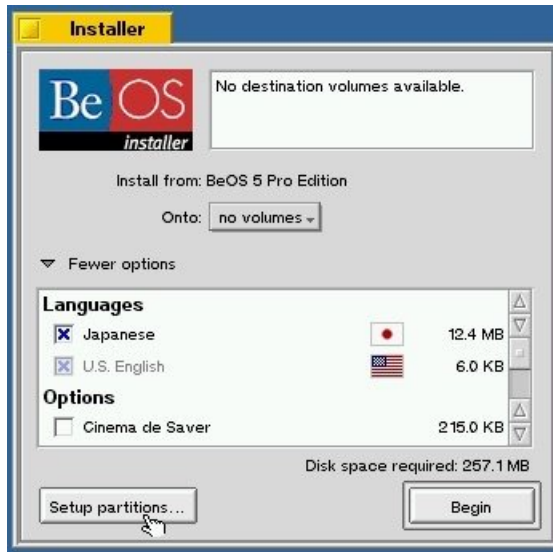 Installer
BeOS
installer
No destination volumes available.
Install from: BeOS 5 Pro Edition
Onto: no volumes
Fewer options
Languages
Japanese 12.4 MB
U.S. English 6.0 KB
Options
Cinema de Saver 215.0 KB
Disk space required: 257.1 MB
Setup partitions... Begin